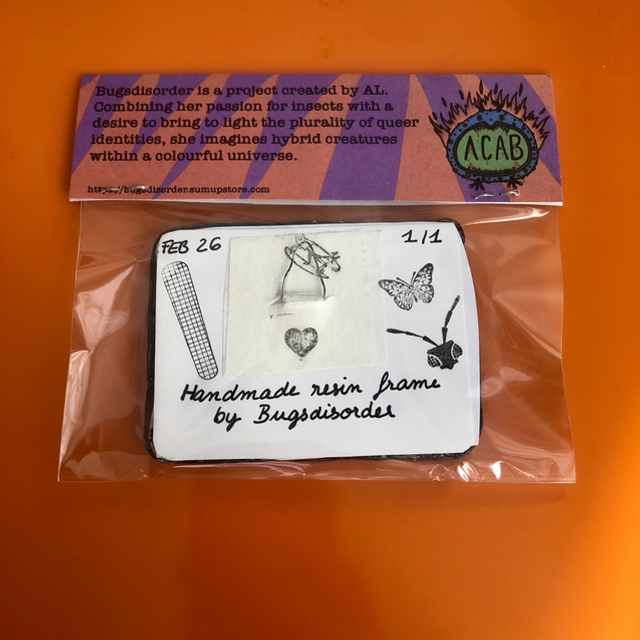 Bugsdisorder is a project created by AL.
Combining her passion for insects with a
desire to bring to light the plurality of queer
identities, she imagines hybrid creatures
within a colourful universe.
https://bugsdisorder.sumupstore.com
ACAB
FEB 26
1/1
Handmade resin frame
by Bugsdisorder